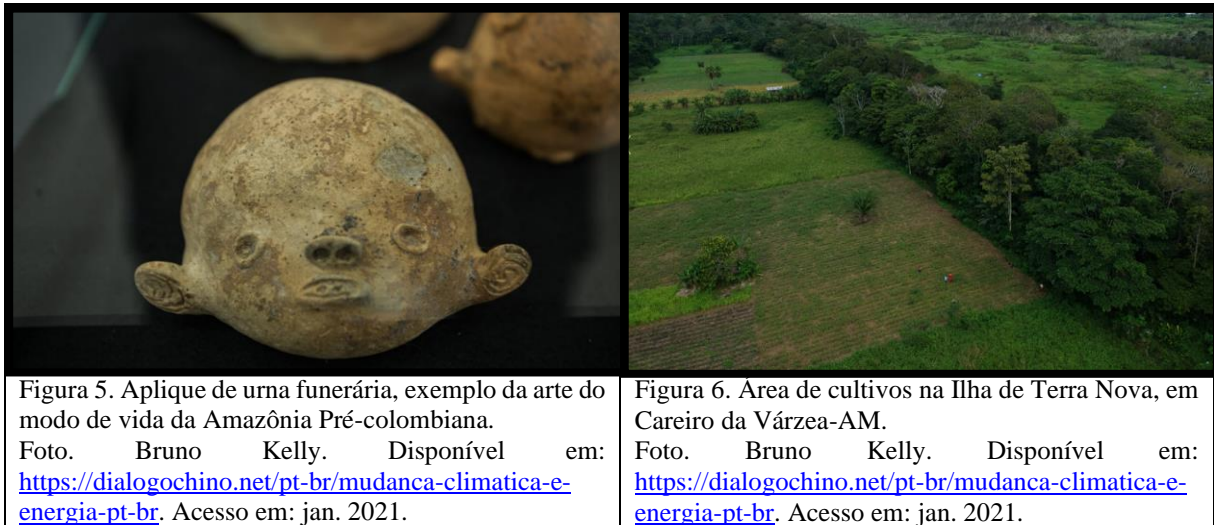 Figura 5. Aplique de urna funerária, exemplo da arte do
modo de vida da Amazônia Pré-colombiana.
Foto. Bruno Kelly. Disponível em:
https://dialogochino.net/pt-br/mudanca-climatica-e-
energia-pt-br. Acesso em: jan. 2021.
Figura 6. Área de cultivos na Ilha de Terra Nova, em
Careiro da Várzea-AM.
Foto. Bruno Kelly. Disponível em:
https://dialogochino.net/pt-br/mudanca-climatica-e-
energia-pt-br. Acesso em: jan. 2021.